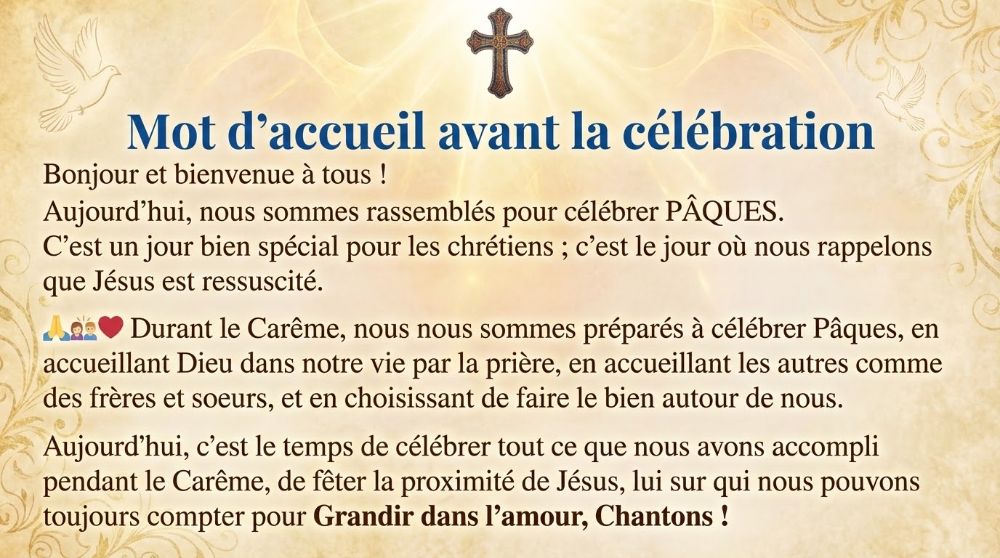 Mot d’accueil avant la célébration
Bonjour et bienvenue à tous !
Aujourd’hui, nous sommes rassemblés pour célébrer PÂQUES.
C’est un jour bien spécial pour les chrétiens ; c’est le jour où nous rappelons
que Jésus est ressuscité.
🙏🙌❤️ Durant le Carême, nous nous sommes préparés à célébrer Pâques, en
accueillant Dieu dans notre vie par la prière, en accueillant les autres comme
des frères et soeurs, et en choisissant de faire le bien autour de nous.
Aujourd’hui, c’est le temps de célébrer tout ce que nous avons accompli
pendant le Carême, de fêter la proximité de Jésus, lui sur qui nous pouvons
toujours compter pour Grandir dans l’amour, Chantons !